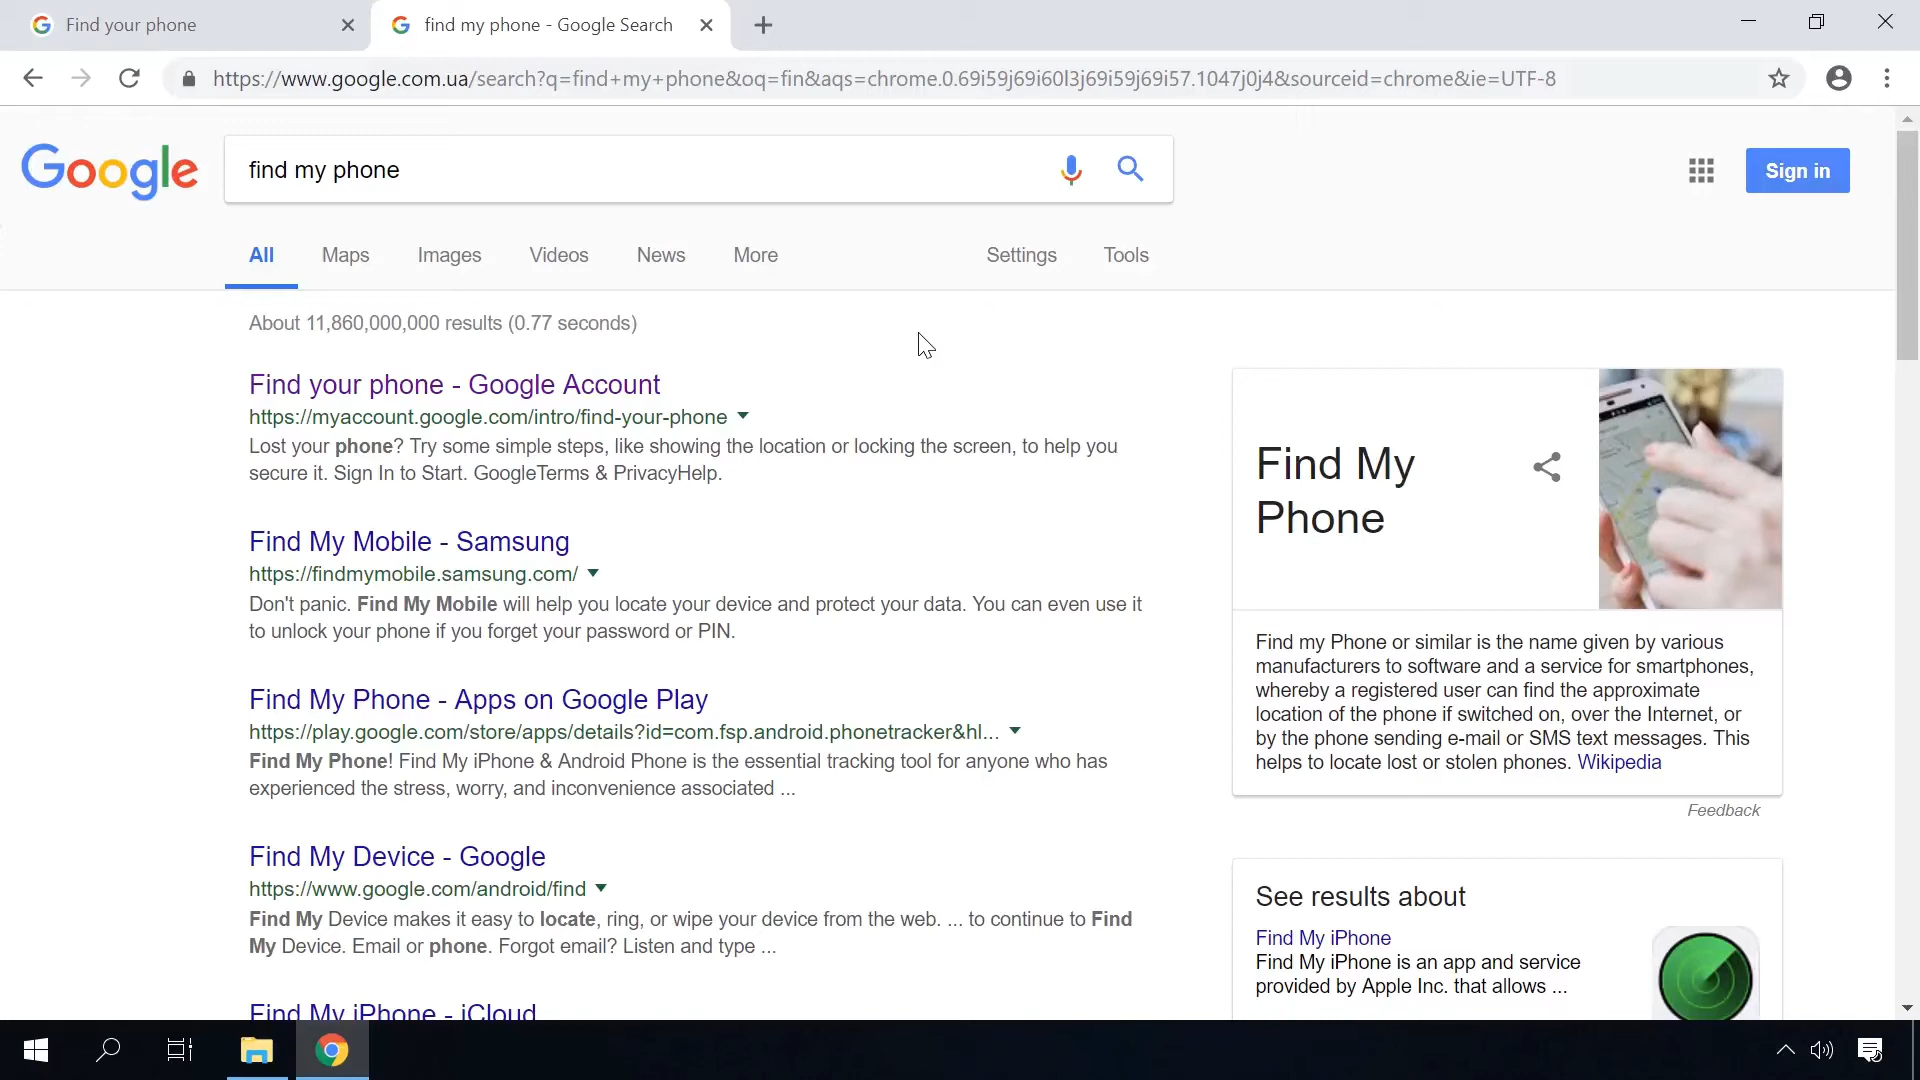 Find your phone
find my phone - Google Search
https://www.google.com.ua/search?q=find+my+phone&oq=fin&aqs=chrome.0.69i59j69i60l3j69i59j69i57.1047j0j4&sourceid=chrome&ie=UTF-8
Google
find my phone
Sign in
All Maps Images Videos News More Settings Tools
About 11,860,000,000 results (0.77 seconds)
Find your phone - Google Account
https://myaccount.google.com/intro/find-your-phone
Lost your phone? Try some simple steps, like showing the location or locking the screen, to help you
secure it. Sign In to Start. GoogleTerms & PrivacyHelp.
Find My Mobile - Samsung
https://findmymobile.samsung.com/
Don't panic. Find My Mobile will help you locate your device and protect your data. You can even use it
to unlock your phone if you forget your password or PIN.
Find My Phone - Apps on Google Play
https://play.google.com/store/apps/details?id=com.fsp.android.phonetracker&hl...
Find My Phone! Find My iPhone & Android Phone is the essential tracking tool for anyone who has
experienced the stress, worry, and inconvenience associated ...
Find My Device - Google
https://www.google.com/android/find
Find My Device makes it easy to locate, ring, or wipe your device from the web. ... to continue to Find
My Device. Email or phone. Forgot email? Listen and type ...
Find My iPhone - iCloud
Find My
Phone
Find my Phone or similar is the name given by various
manufacturers to software and a service for smartphones,
whereby a registered user can find the approximate
location of the phone if switched on, over the Internet, or
by the phone sending e-mail or SMS text messages. This
helps to locate lost or stolen phones. Wikipedia
Feedback
See results about
Find My iPhone
Find My iPhone is an app and service
provided by Apple Inc. that allows ...